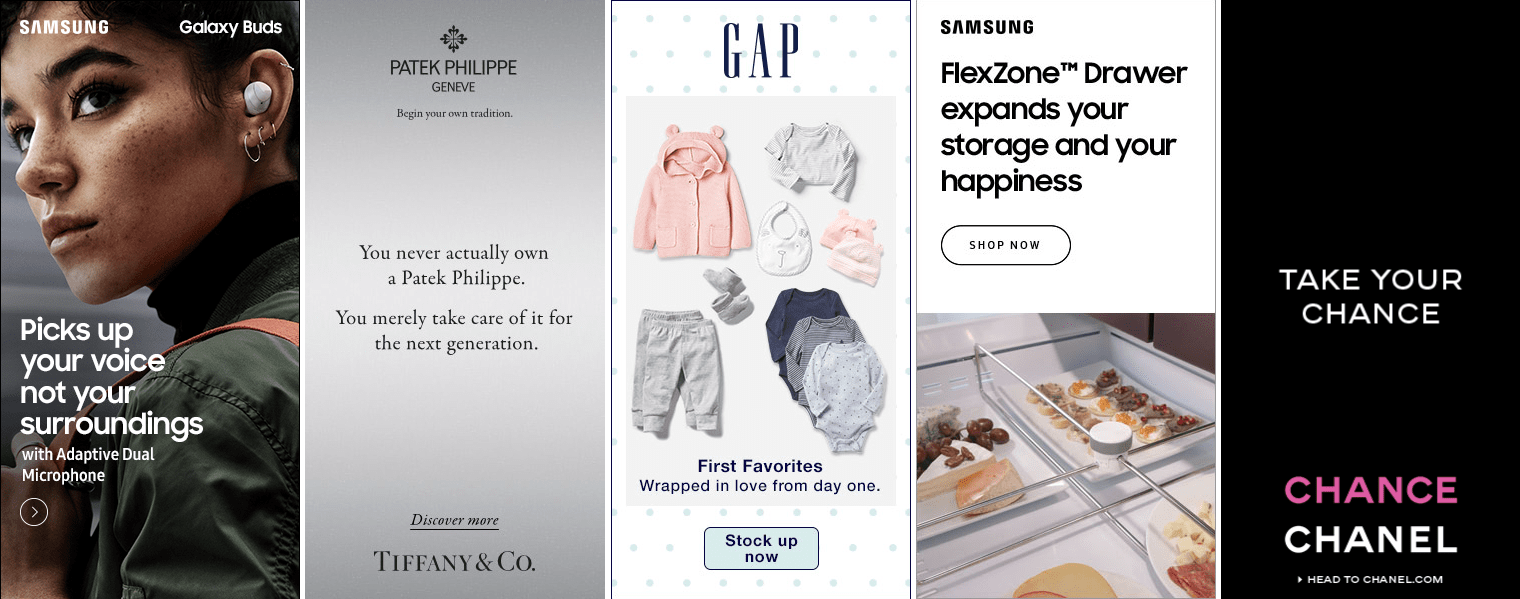 SAMSUNG
Galaxy Buds
Picks up
your voice
not your
surroundings
with Adaptive Dual
Microphone
PATEK PHILIPPE
GENEVE
Begin your own tradition.
You never actually own
a Patek Philippe.
You merely take care of it for
the next generation.
Discover more
TIFFANY & CO.
GAP
First Favorites
Wrapped in love from day one.
Stock up
now
SAMSUNG
FlexZone™ Drawer
expands your
storage and your
happiness
SHOP NOW
TAKE YOUR
CHANCE
CHANCE
CHANEL
HEAD TO CHANEL.COM